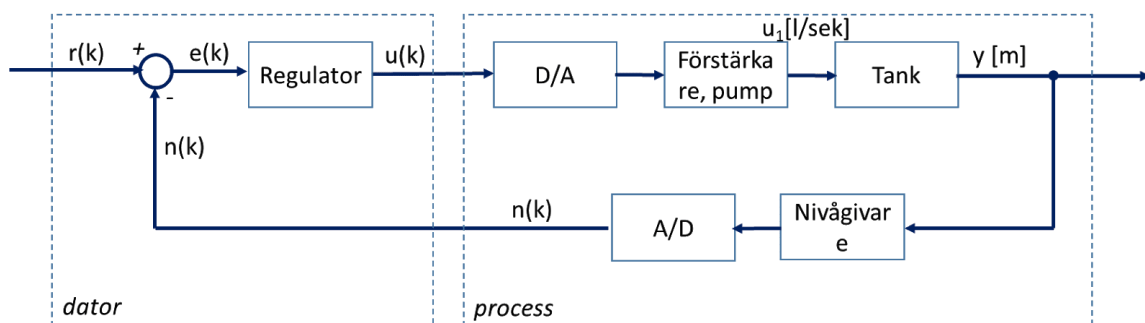 u₁[l/sek]
r(k)
+
e(k)
Regulator
u(k)
D/A
Förstärka
re, pump
Tank
y [m]
-
n(k)
n(k)
A/D
Nivågivar
e
dator
process